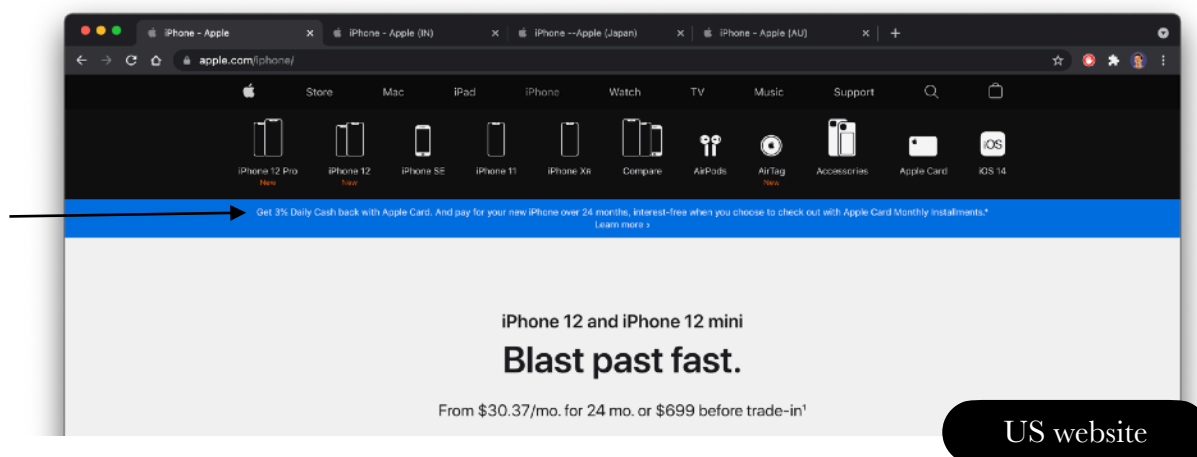 iPhone - Apple
iPhone - Apple (IN)
iPhone --Apple (Japan)
iPhone - Apple (AU)
apple.com/iphone/
Store Mac iPad iPhone Watch TV Music Support
iOS
iPhone 12 Pro iPhone 12 iPhone SE iPhone 11 iPhone XR Compare AirPods AirTag Accessories Apple Card iOS 14
New New New
Get 3% Daily Cash back with Apple Card. And pay for your new iPhone over 24 months, interest-free when you choose to check out with Apple Card Monthly Installments.*
Learn more >
iPhone 12 and iPhone 12 mini
Blast past fast.
From $30.37/mo. for 24 mo. or $699 before trade-in¹
US website